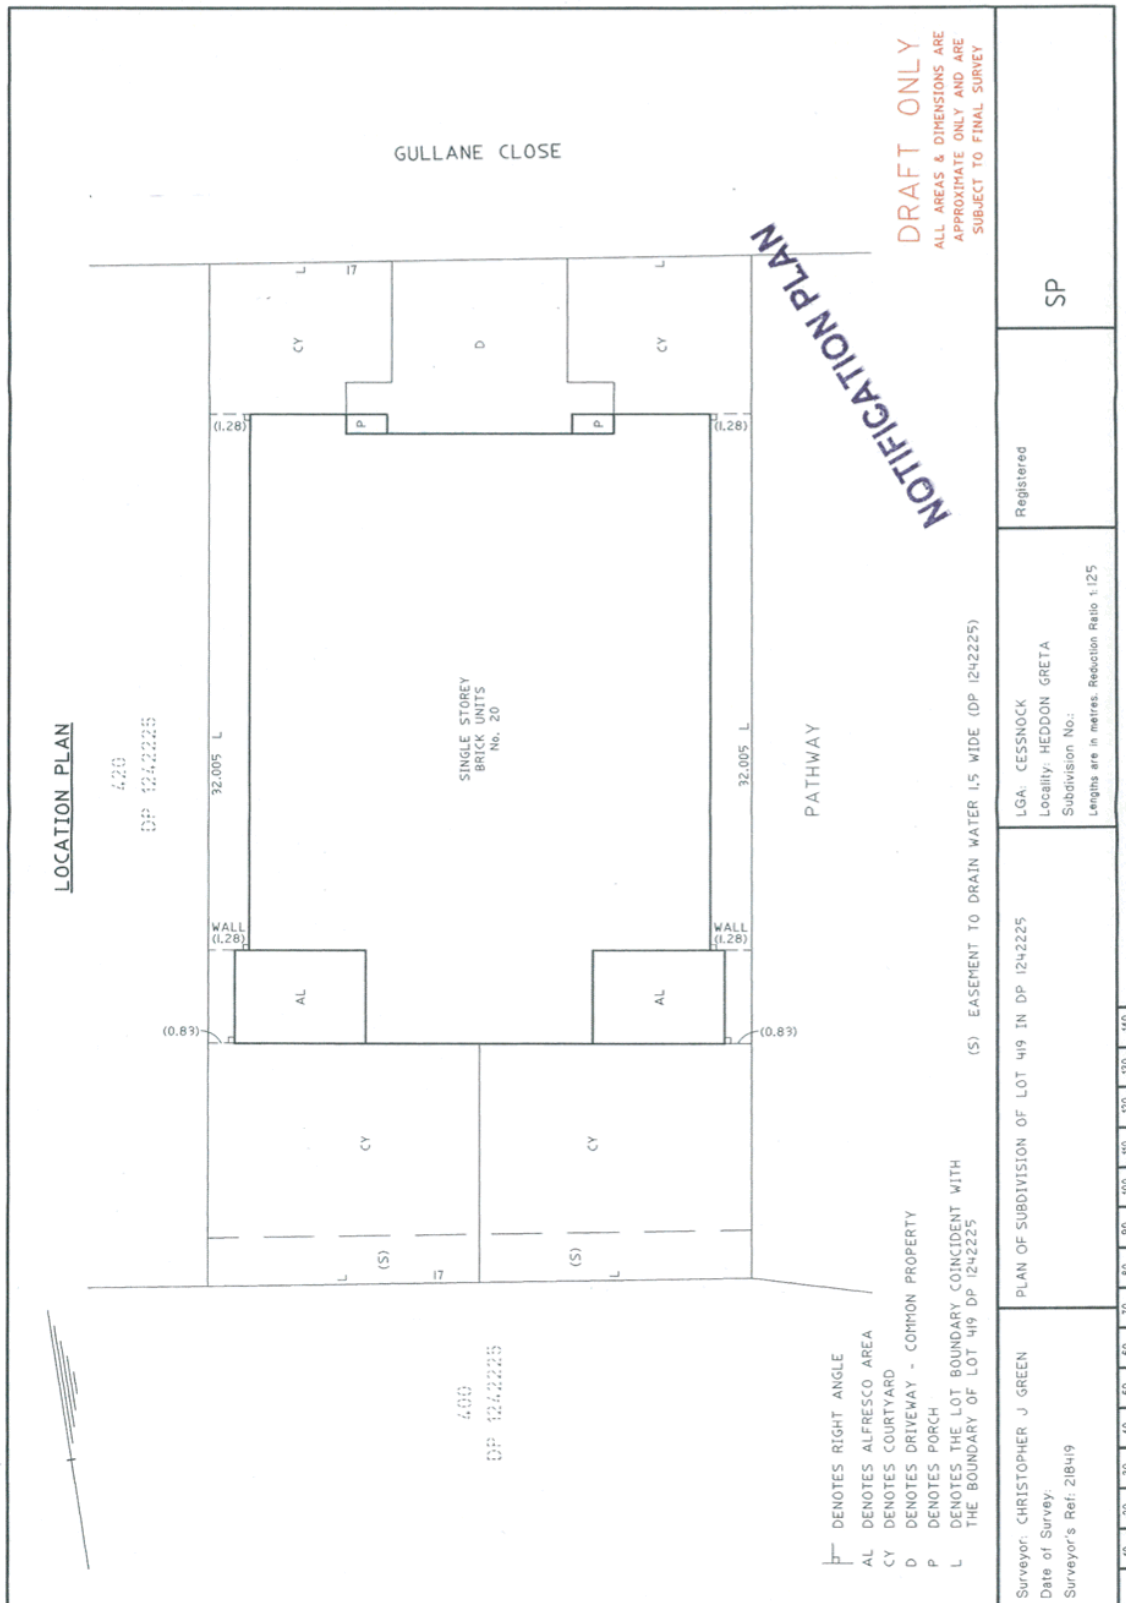 LOCATION PLAN
420
DP 1242225
GULLANE CLOSE
32.005 L
L
17
L
CY
D
CY
(1.28)
(1.28)
P
P
SINGLE STOREY
BRICK UNITS
No. 20
WALL
(1.28)
WALL
(1.28)
AL
AL
(0.83)
(0.83)
32.005 L
PATHWAY
CY
CY
(S)
(S)
L
17
L
400
DP 1242225
NOTIFICATION PLAN
DRAFT ONLY
ALL AREAS & DIMENSIONS ARE
APPROXIMATE ONLY AND ARE
SUBJECT TO FINAL SURVEY
DENOTES RIGHT ANGLE
AL DENOTES ALFRESCO AREA
CY DENOTES COURTYARD
D DENOTES DRIVEWAY - COMMON PROPERTY
P DENOTES PORCH
L DENOTES THE LOT BOUNDARY COINCIDENT WITH
THE BOUNDARY OF LOT 419 DP 1242225
(S) EASEMENT TO DRAIN WATER 1.5 WIDE (DP 1242225)
Surveyor: CHRISTOPHER J GREEN
Date of Survey:
Surveyor's Ref: 218419
PLAN OF SUBDIVISION OF LOT 419 IN DP 1242225
LGA: CESSNOCK
Locality: HEDDON GRETA
Subdivision No.:
Lengths are in metres. Reduction Ratio 1:125
Registered
SP